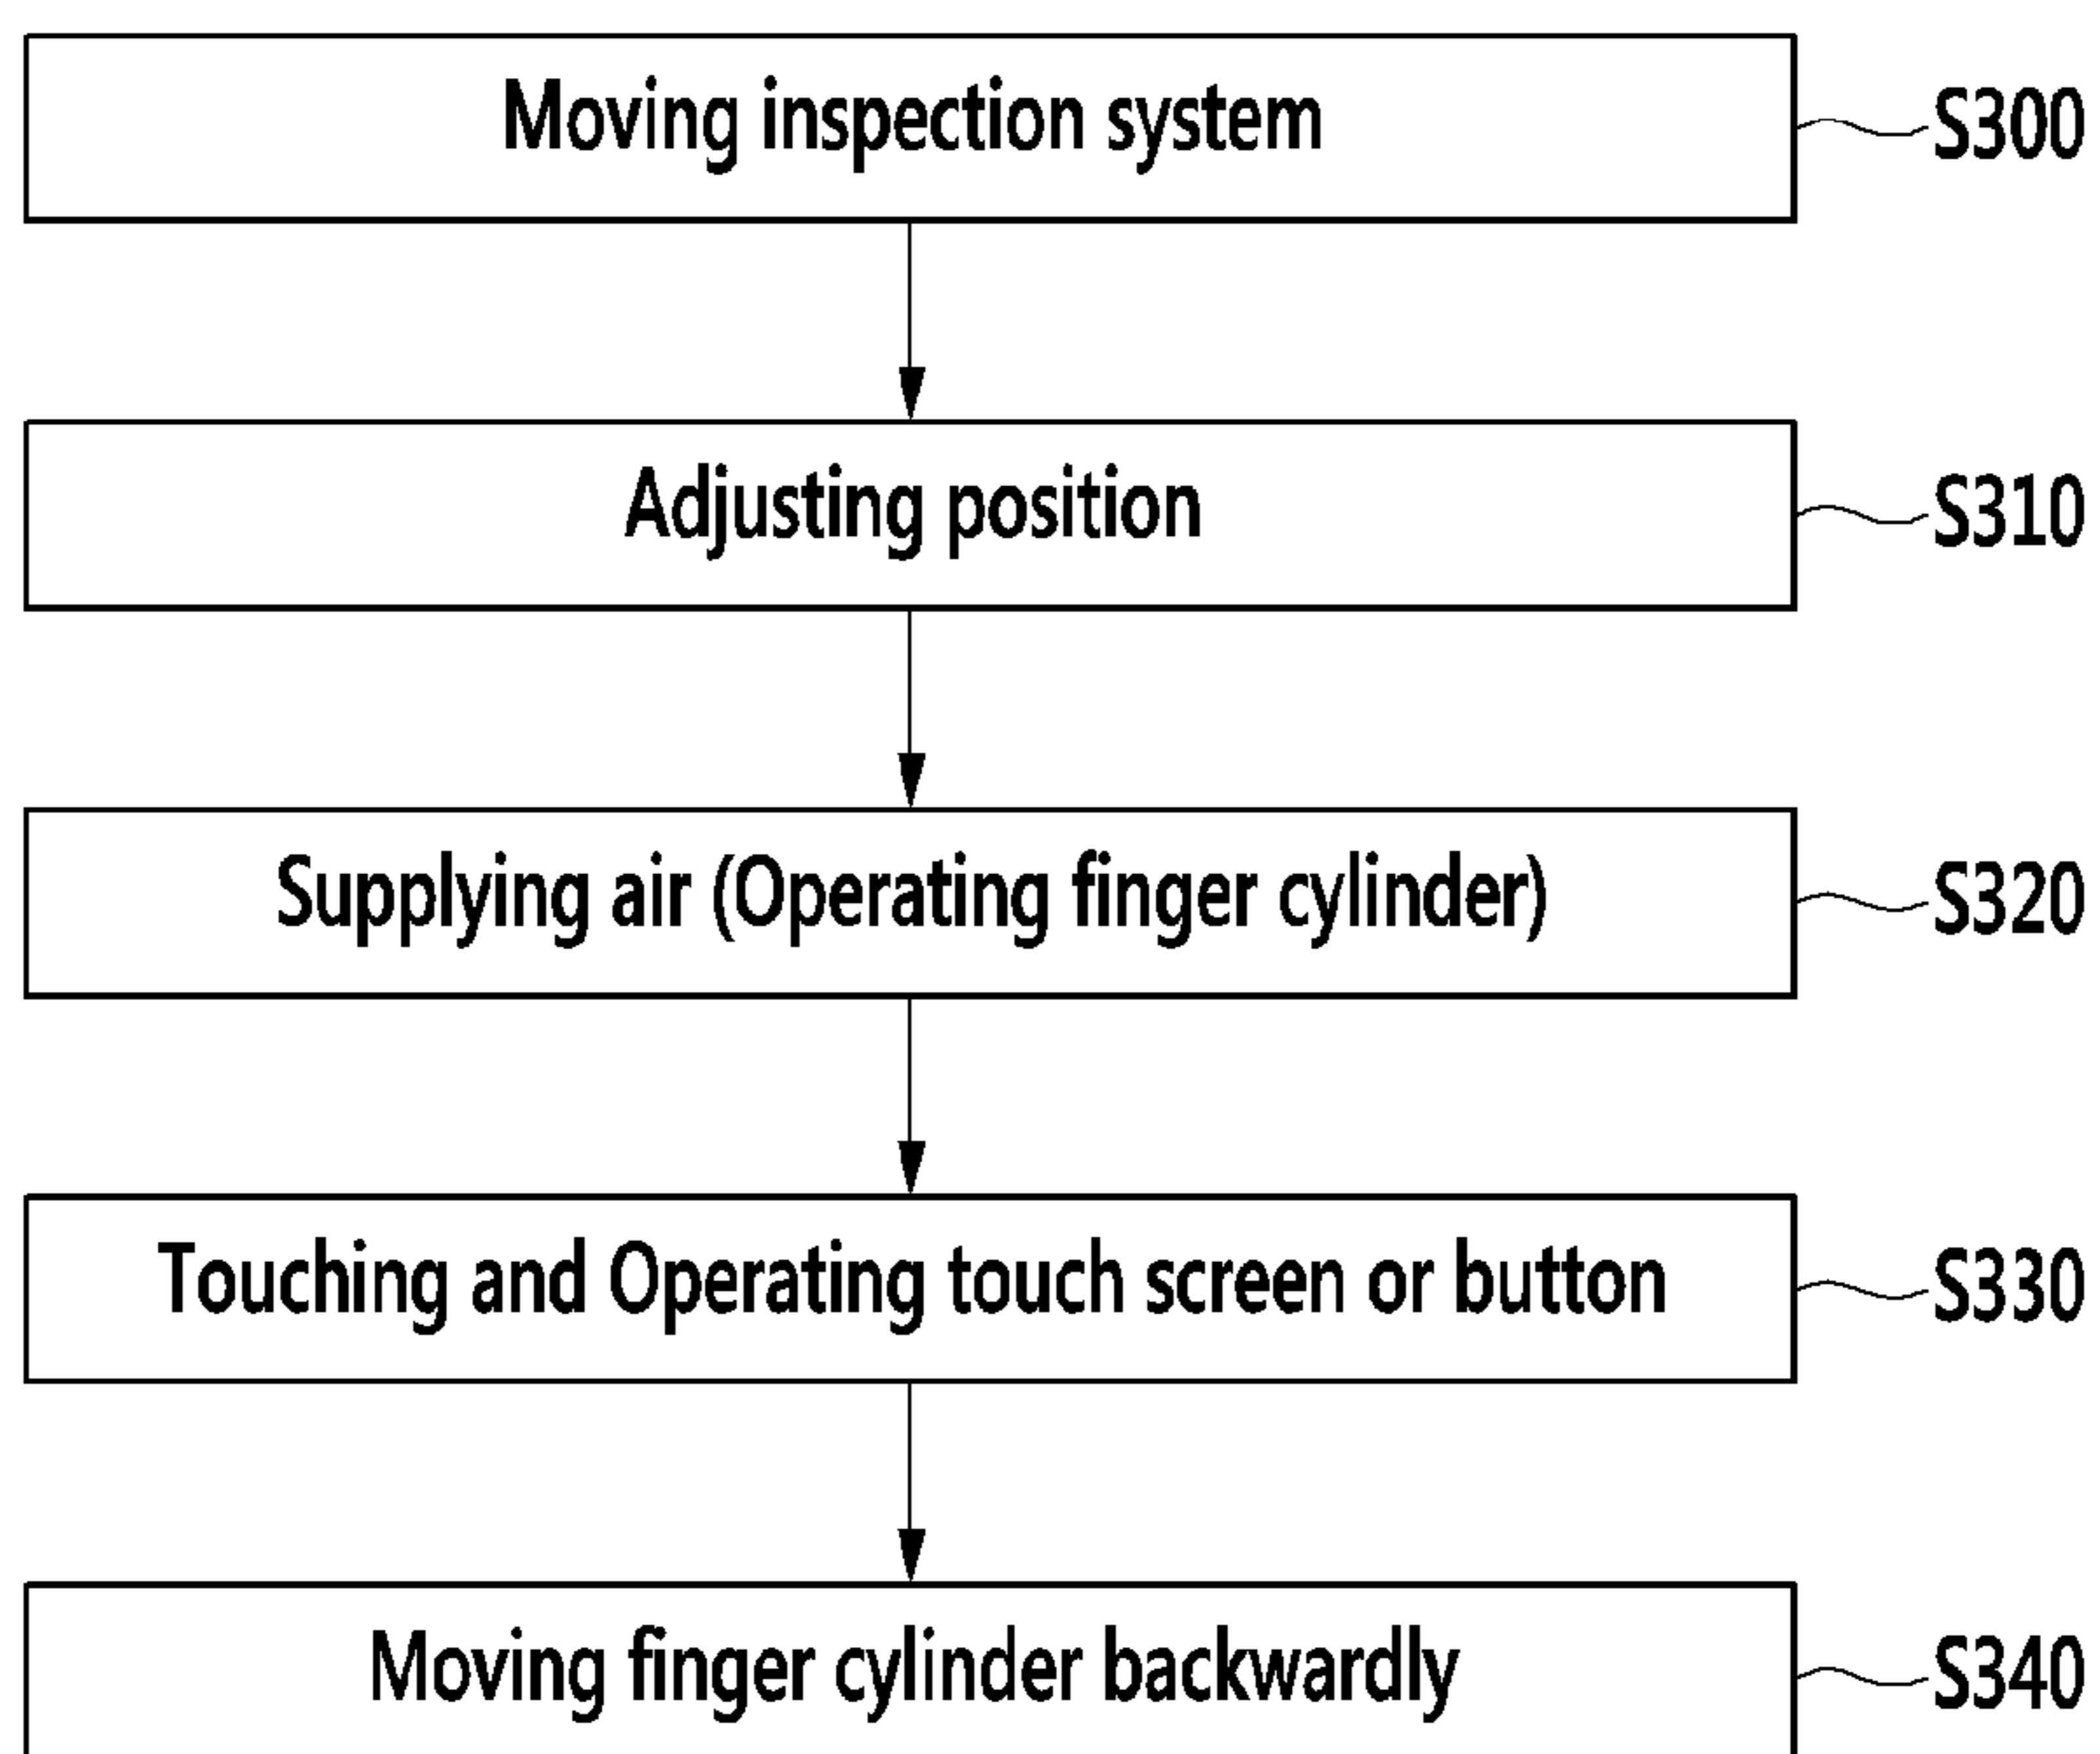 Moving inspection system S300
Adjusting position S310
Supplying air (Operating finger cylinder) S320
Touching and Operating touch screen or button S330
Moving finger cylinder backwardly S340